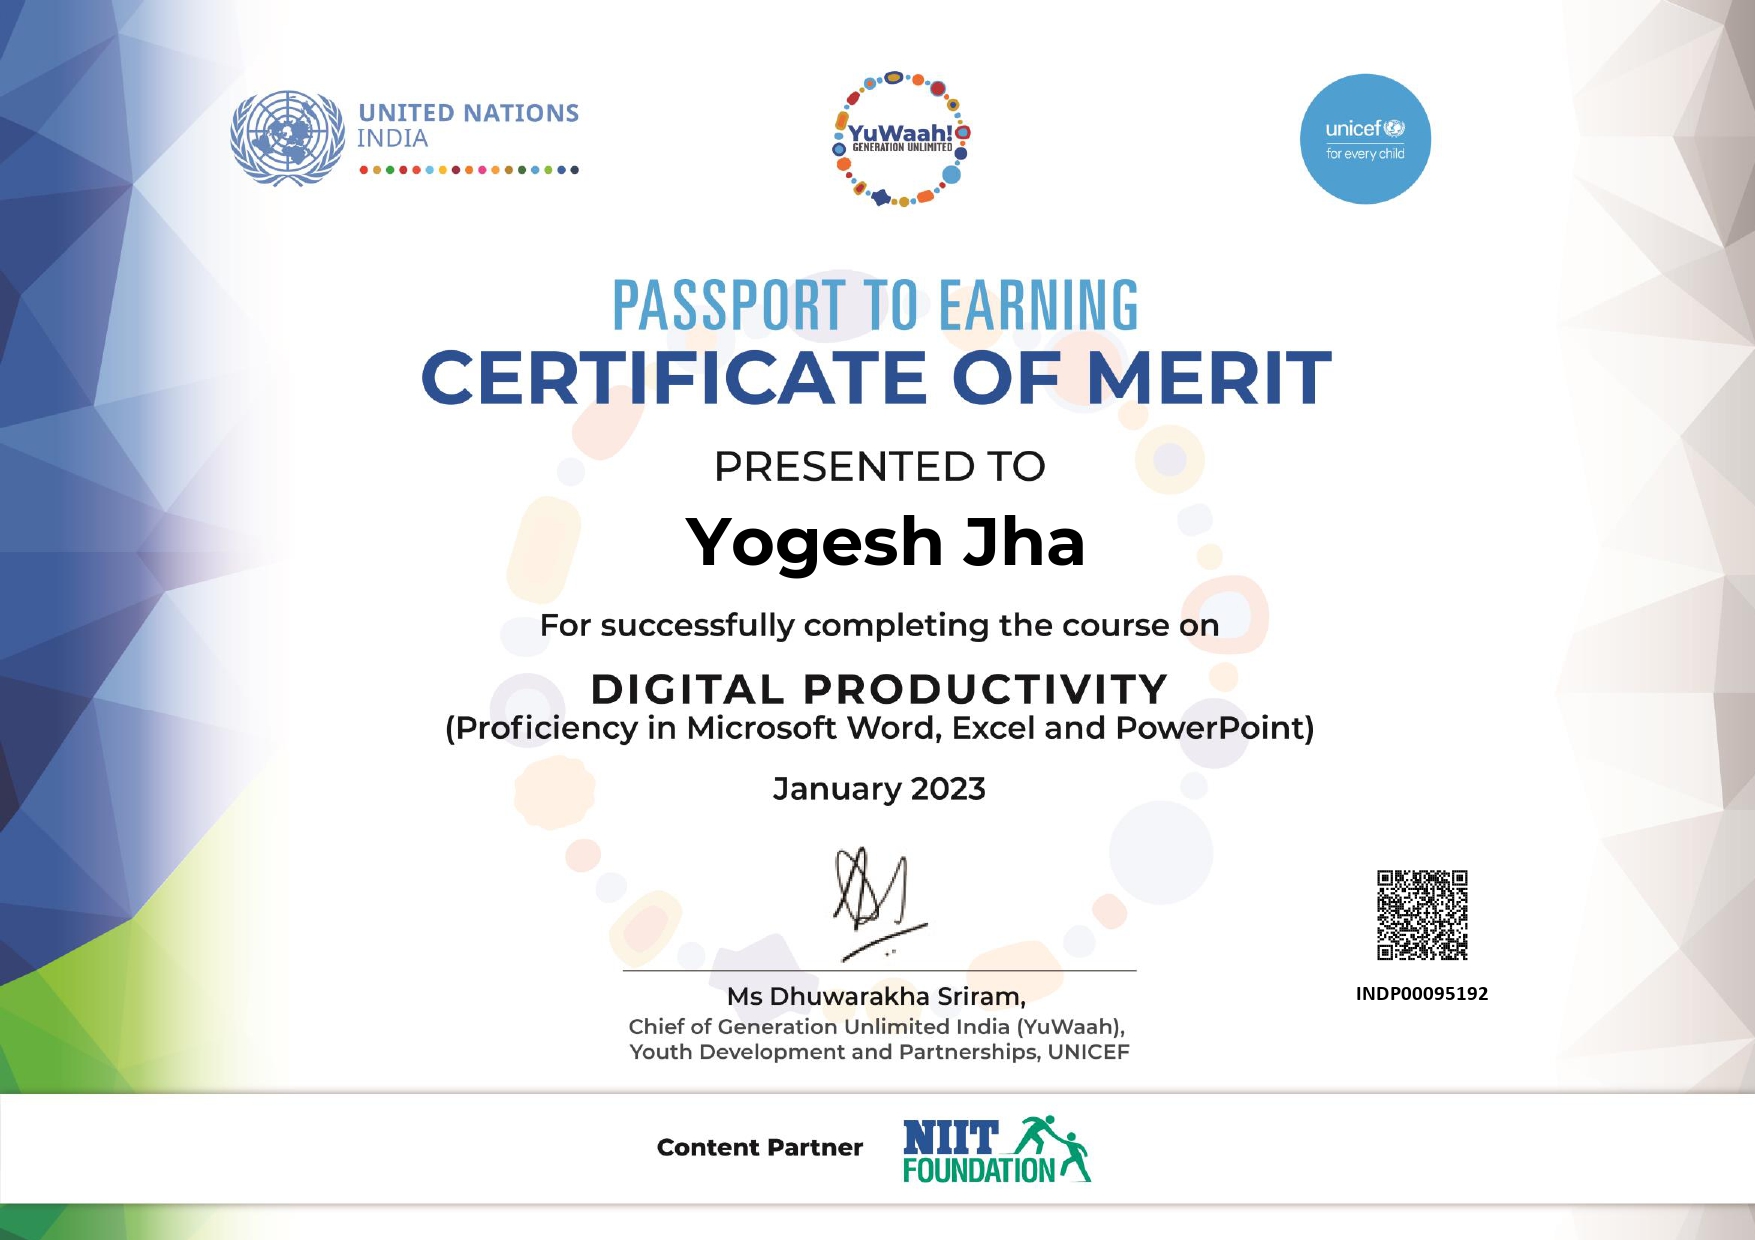 UNITED NATIONS
INDIA
YuWaah!
GENERATION UNLIMITED
unicef
for every child
PASSPORT TO EARNING
CERTIFICATE OF MERIT
PRESENTED TO
Yogesh Jha
For successfully completing the course on
DIGITAL PRODUCTIVITY
(Proficiency in Microsoft Word, Excel and PowerPoint)
January 2023
Ms Dhuwarakha Sriram,
Chief of Generation Unlimited India (YuWaah),
Youth Development and Partnerships, UNICEF
INDP00095192
Content Partner
NIIT
FOUNDATION